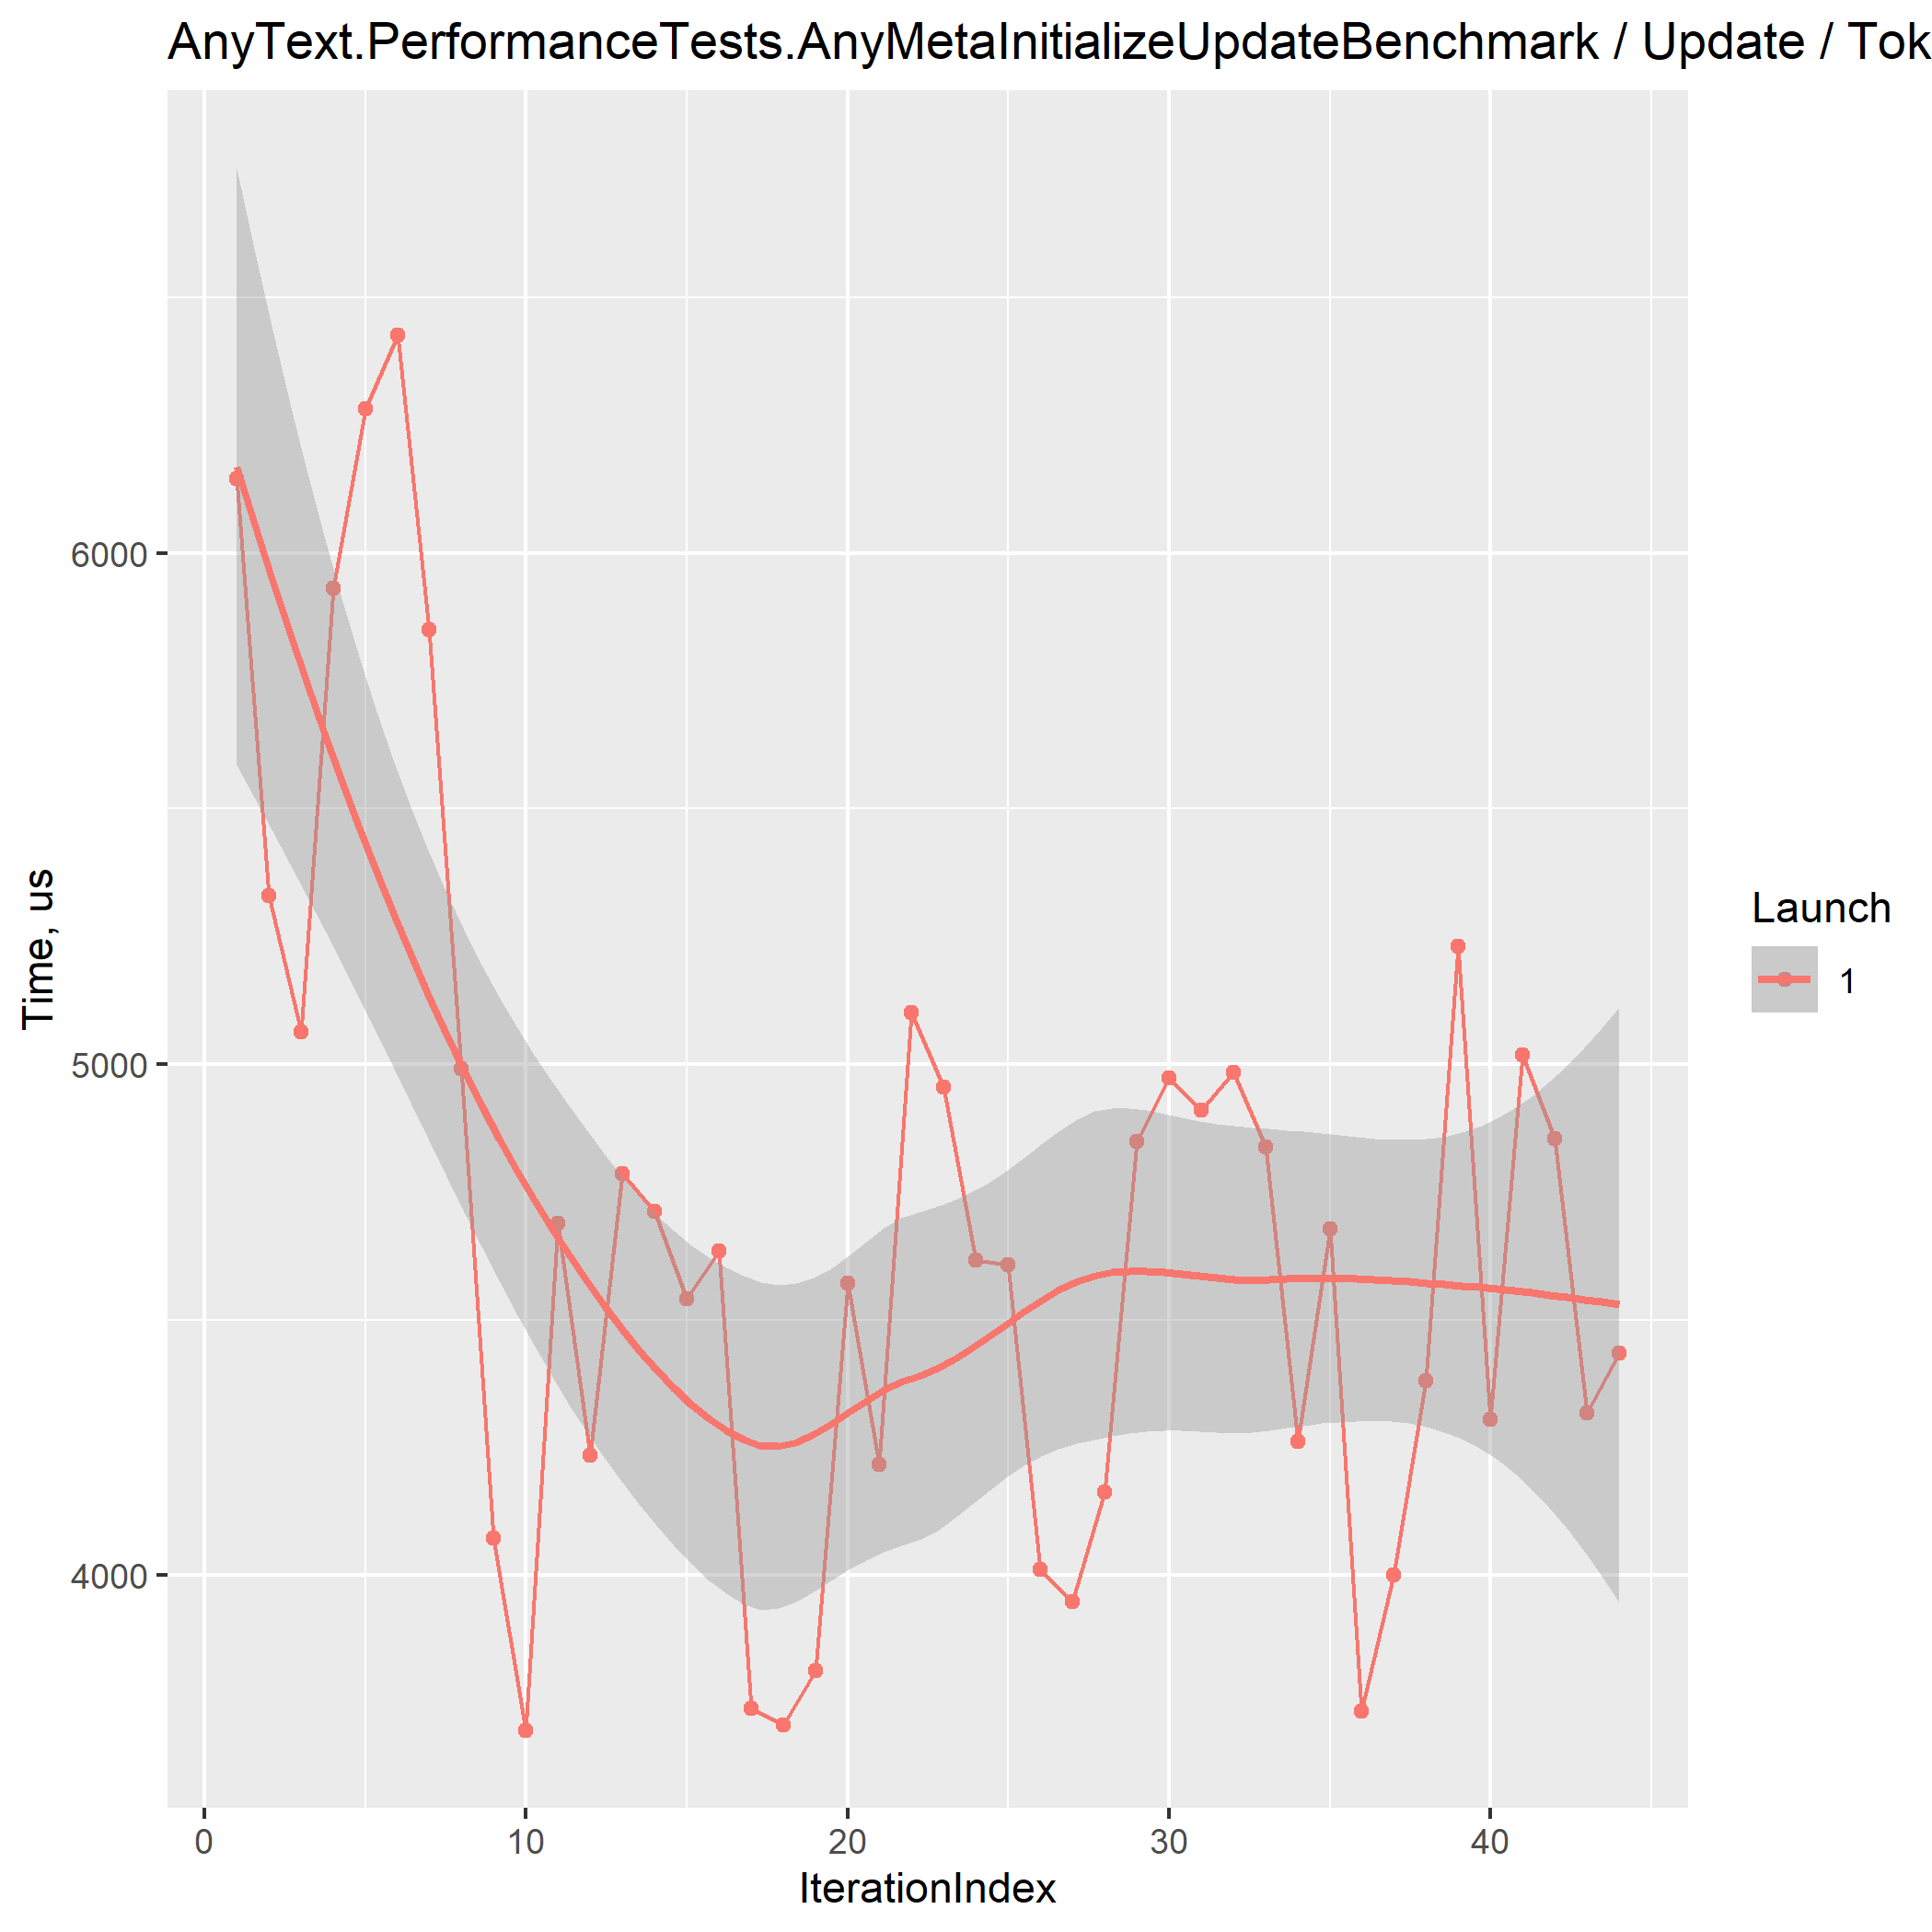 AnyText.PerformanceTests.AnyMetaInitializeUpdateBenchmark / Update / Tok
Time, us
6000
5000
4000
0 10 20 30 40
IterationIndex
Launch
1